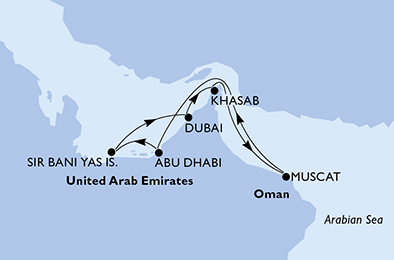 KHASAB
DUBAI
SIR BANI YAS IS.
ABU DHABI
United Arab Emirates
MUSCAT
Oman
Arabian Sea